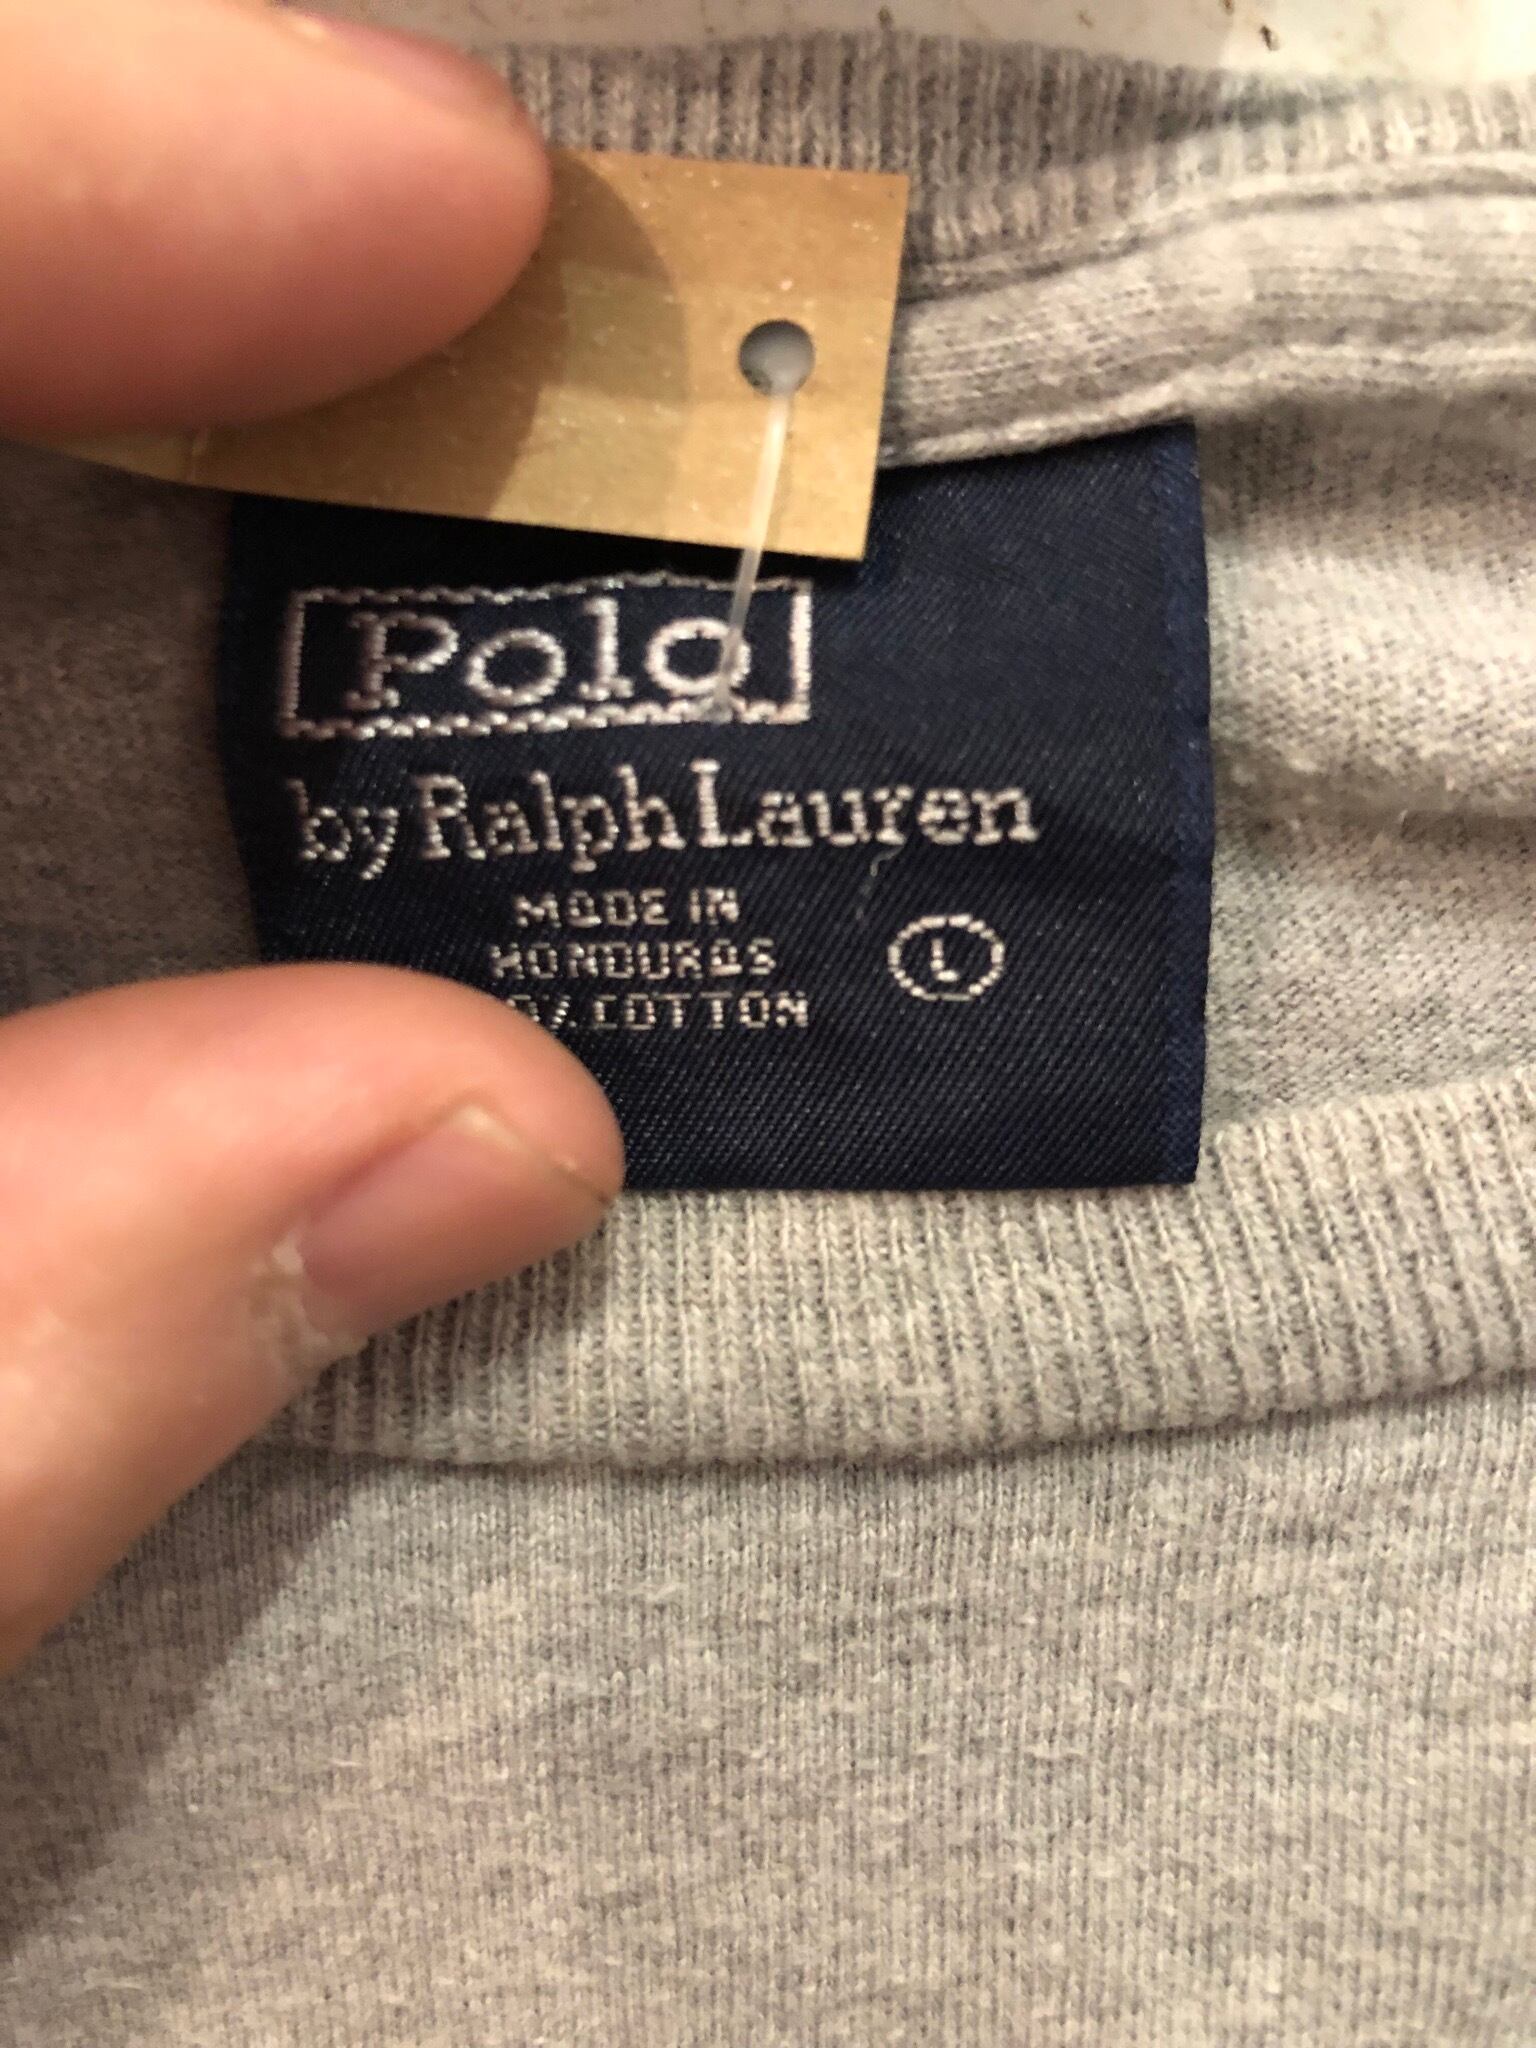 Polo
by Ralph Lauren
MADE IN
HONDURAS
% COTTON
L